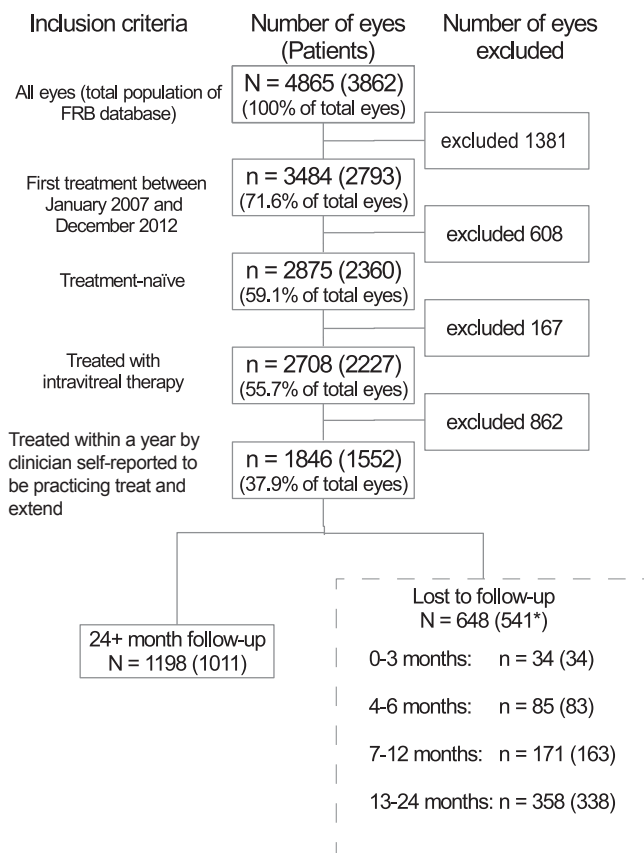 Inclusion criteria
Number of eyes
(Patients)
Number of eyes
excluded
All eyes (total population of
FRB database)
N = 4865 (3862)
(100% of total eyes)
excluded 1381
First treatment between
January 2007 and
December 2012
n = 3484 (2793)
(71.6% of total eyes)
excluded 608
Treatment-naïve
n = 2875 (2360)
(59.1% of total eyes)
excluded 167
Treated with
intravitreal therapy
n = 2708 (2227)
(55.7% of total eyes)
excluded 862
Treated within a year by
clinician self-reported to
be practicing treat and
extend
n = 1846 (1552)
(37.9% of total eyes)
24+ month follow-up
N = 1198 (1011)
Lost to follow-up
N = 648 (541*)
0-3 months: n = 34 (34)
4-6 months: n = 85 (83)
7-12 months: n = 171 (163)
13-24 months: n = 358 (338)